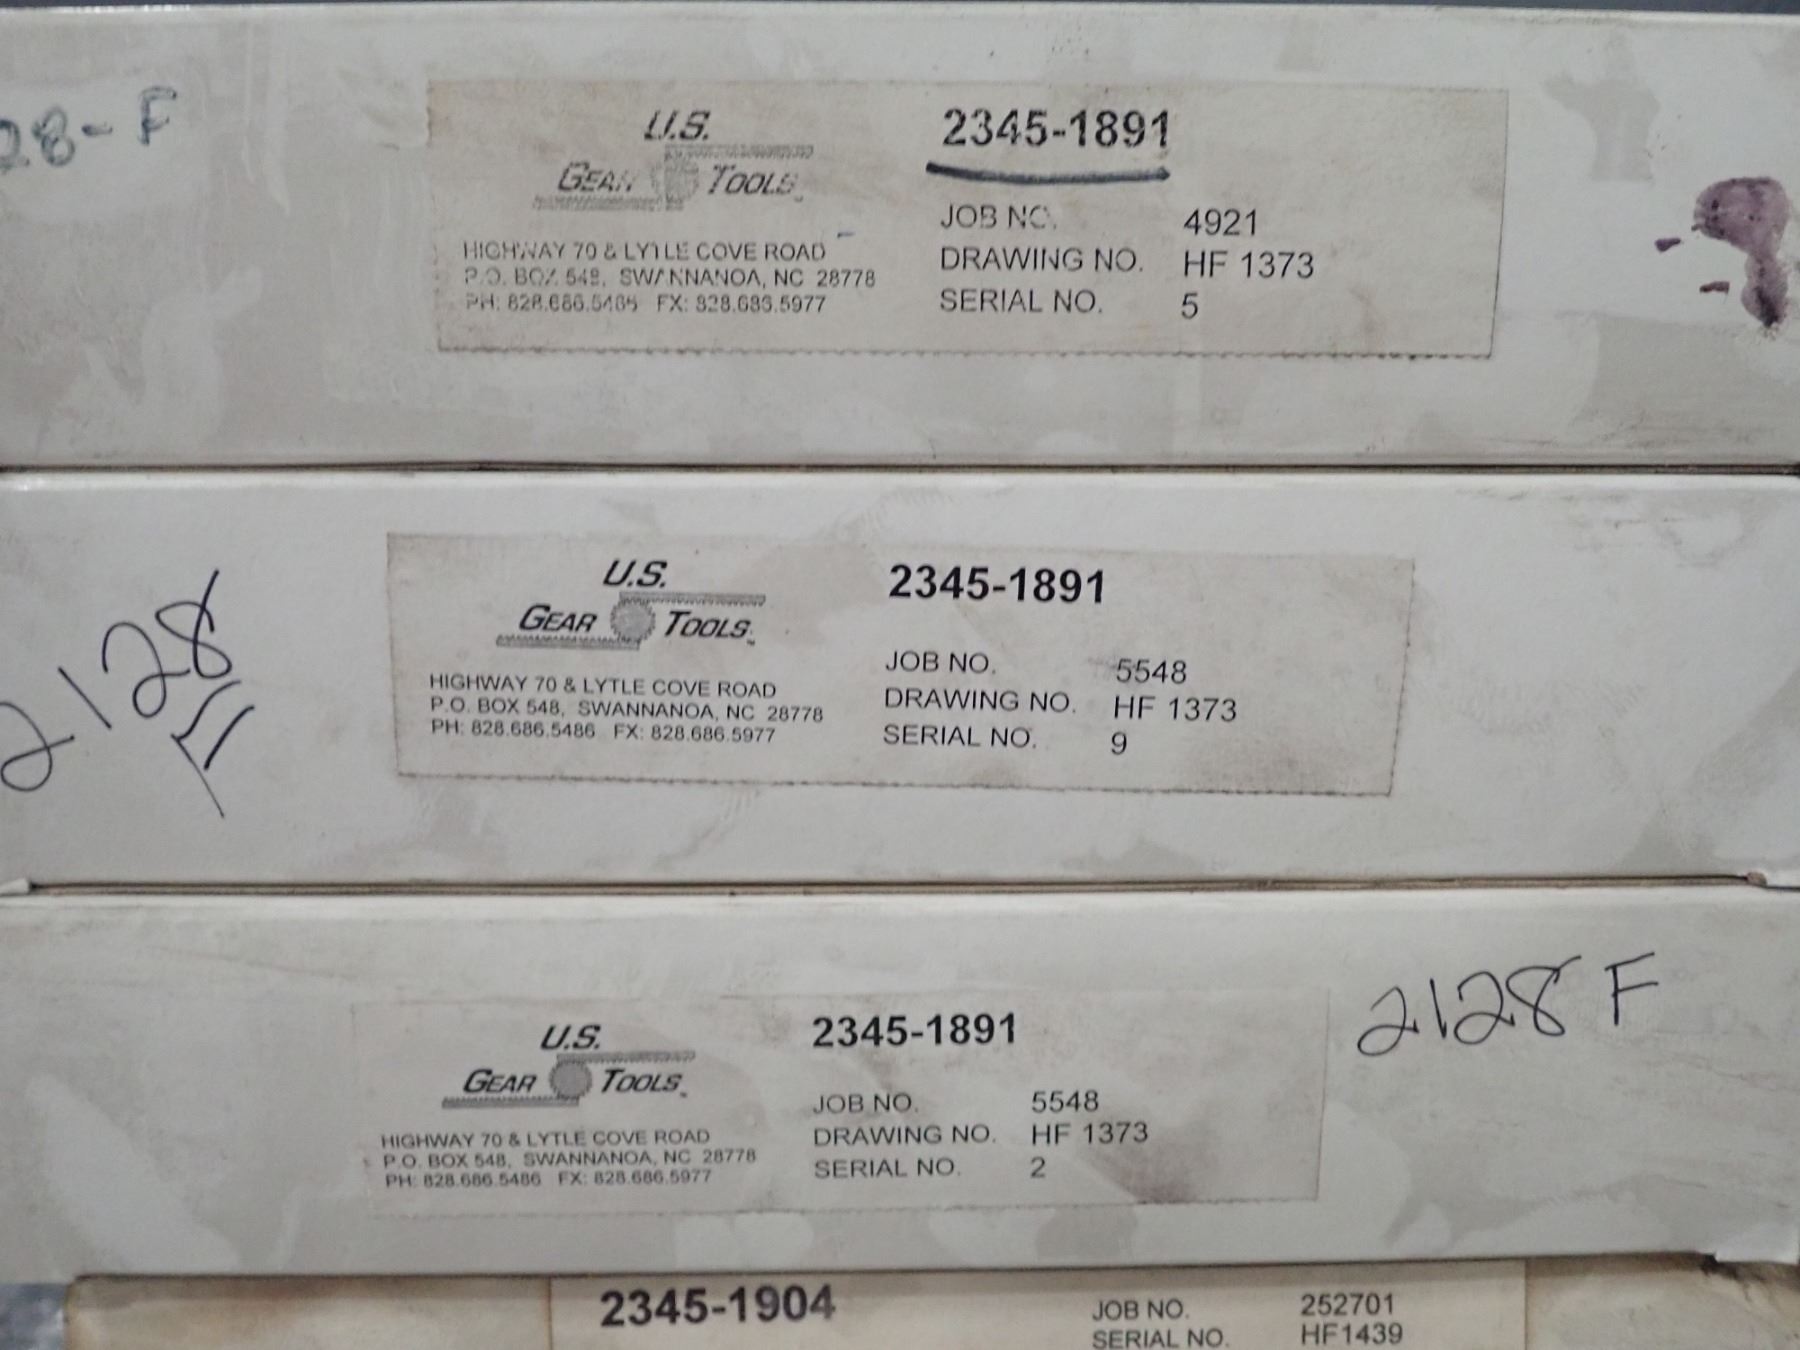 28-F
U.S.
GEAR TOOLS
HIGHWAY 70 & LYTLE COVE ROAD
P.O. BOX 548, SWANNANOA, NC 28778
PH: 828.686.5486 FX: 828.686.5977
2345-1891
JOB NO. 4921
DRAWING NO. HF 1373
SERIAL NO. 5
2128
F
U.S.
GEAR TOOLS
HIGHWAY 70 & LYTLE COVE ROAD
P.O. BOX 548, SWANNANOA, NC 28778
PH: 828.686.5486 FX: 828.686.5977
2345-1891
JOB NO. 5548
DRAWING NO. HF 1373
SERIAL NO. 9
U.S.
GEAR TOOLS
HIGHWAY 70 & LYTLE COVE ROAD
P.O. BOX 548, SWANNANOA, NC 28778
PH: 828.686.5486 FX: 828.686.5977
2345-1891
JOB NO. 5548
DRAWING NO. HF 1373
SERIAL NO. 2
2128 F
2345-1904
JOB NO. 252701
SERIAL NO. HF1439